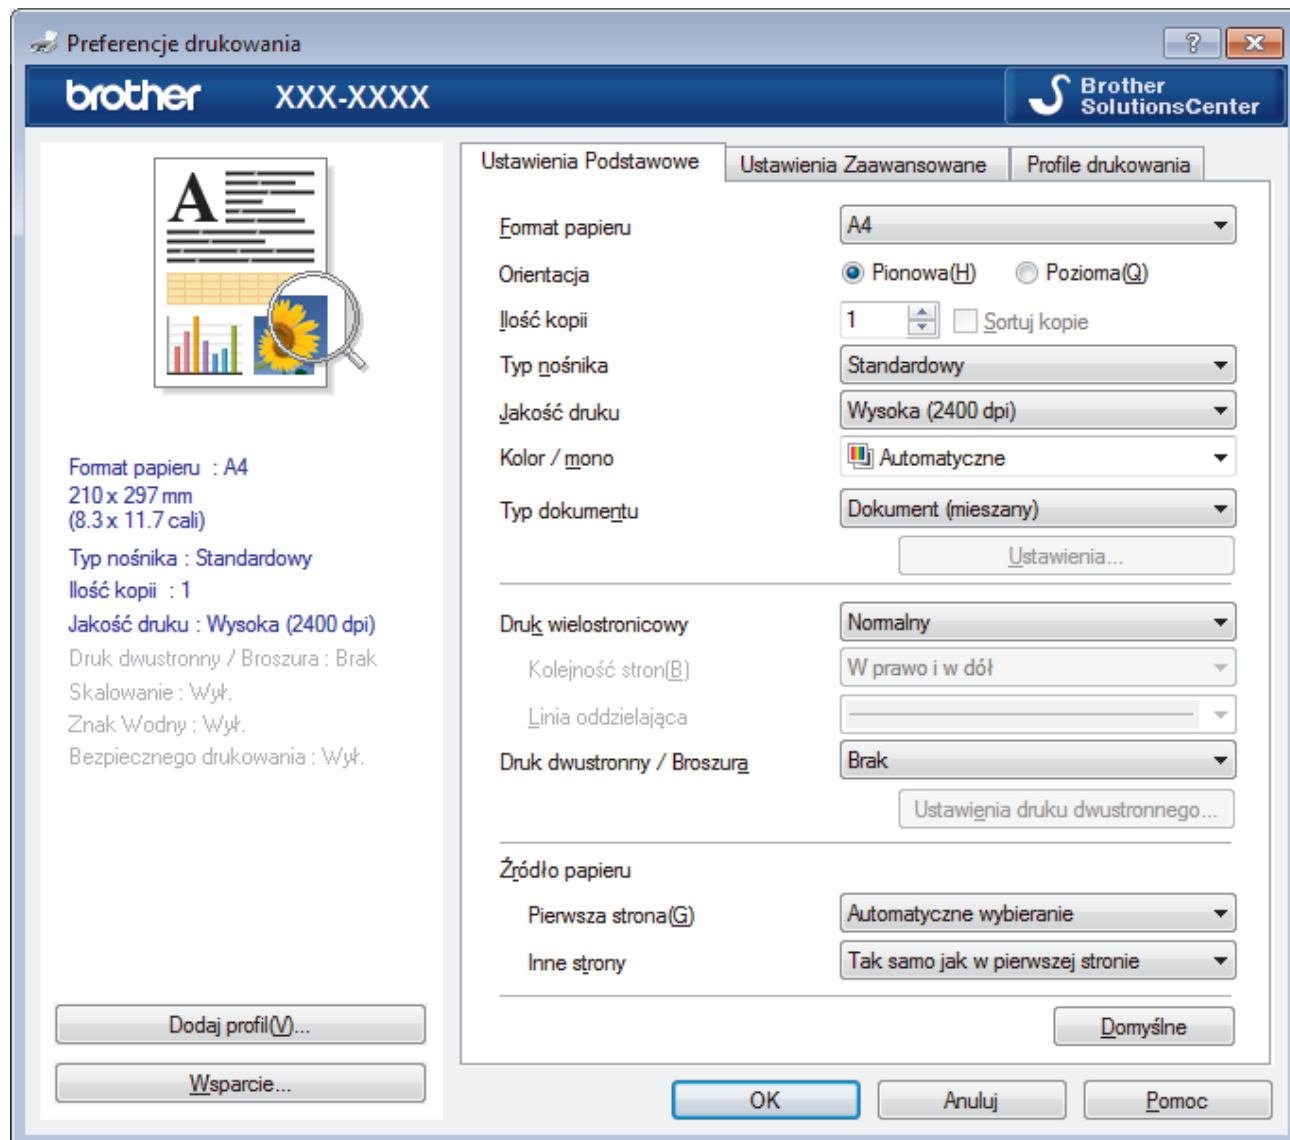 Preferencje drukowania
brother XXX-XXXX
Brother
SolutionsCenter
A
Format papieru : A4
210 x 297 mm
(8.3 x 11.7 cali)
Typ nośnika : Standardowy
Ilość kopii : 1
Jakość druku : Wysoka (2400 dpi)
Druk dwustronny / Broszura : Brak
Skalowanie : Wył.
Znak Wodny : Wył.
Bezpiecznego drukowania : Wył.
Dodaj profil(V)...
Wsparcie...
Ustawienia Podstawowe Ustawienia Zaawansowane Profile drukowania
Format papieru A4
Orientacja Pionowa(H) Pozioma(Q)
Ilość kopii 1 Sortuj kopie
Typ nośnika Standardowy
Jakość druku Wysoka (2400 dpi)
Kolor / mono Automatyczne
Typ dokumentu Dokument (mieszany)
Ustawienia...
Druk wielostronicowy Normalny
Kolejność stron(B) W prawo i w dół
Linia oddzielająca
Druk dwustronny / Broszura Brak
Ustawienia druku dwustronnego...
Źródło papieru
Pierwsza strona(G) Automatyczne wybieranie
Inne strony Tak samo jak w pierwszej stronie
Domyślne
OK Anuluj Pomoc